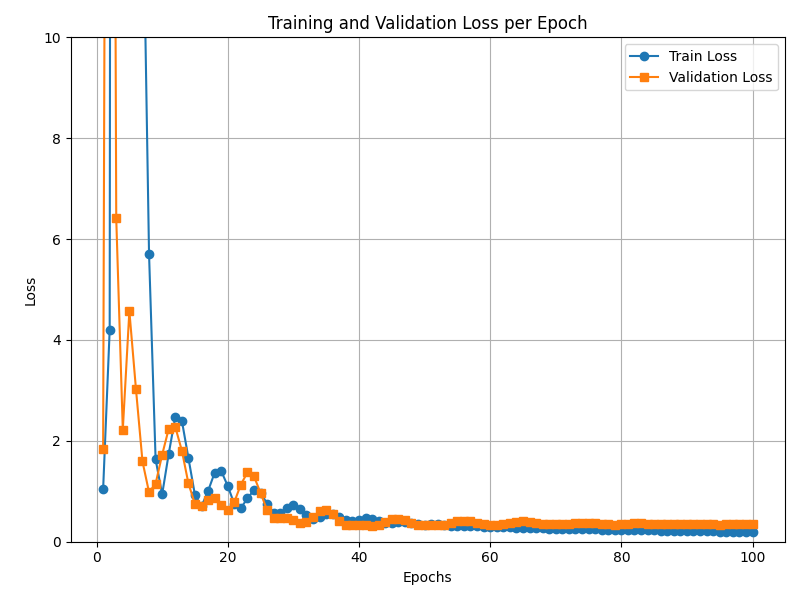 Training and Validation Loss per Epoch
Train Loss
Validation Loss
Loss
10
8
6
4
2
0
0 20 40 60 80 100
Epochs